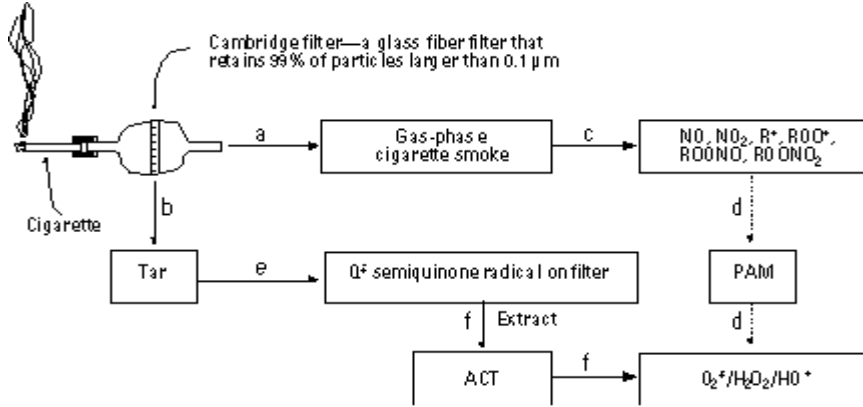 Cambridge filter—a glass fiber filter that
retains 99% of particles larger than 0.1 µm
a
Gas-phase
cigarette smoke
c
NO, NO₂, R•, ROO•,
ROONO, ROONO₂
Cigarette
b
d
Tar
e
Q•̄ semiquinone radical on filter
PAM
f
Extract
d
ACT
f
O₂•̄/H₂O₂/HO•